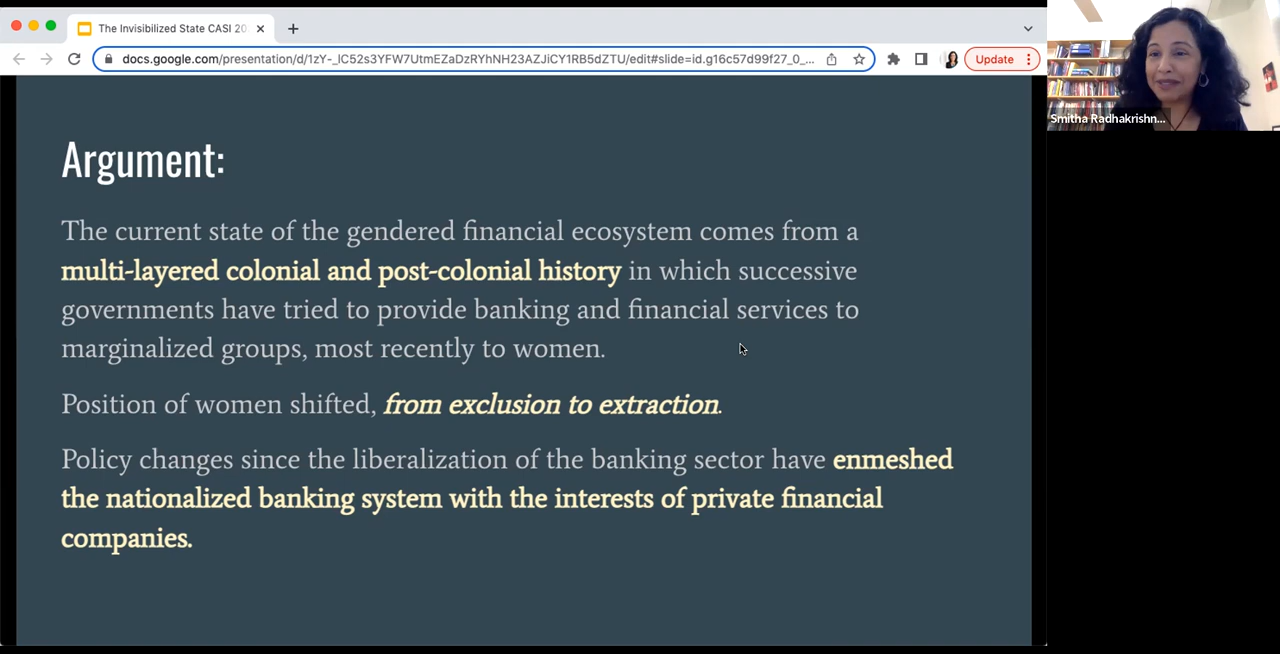 The Invisibilized State CASI 20
docs.google.com/presentation/d/1zY-_lC52s3YFW7UtmEZaDzRYhNH23AZJiCY1RB5dZTU/edit#slide=id.g16c57d99f27_0_...
Update
Smitha Radhakrishn...
Argument:
The current state of the gendered financial ecosystem comes from a
multi-layered colonial and post-colonial history in which successive
governments have tried to provide banking and financial services to
marginalized groups, most recently to women.
Position of women shifted, from exclusion to extraction.
Policy changes since the liberalization of the banking sector have enmeshed
the nationalized banking system with the interests of private financial
companies.